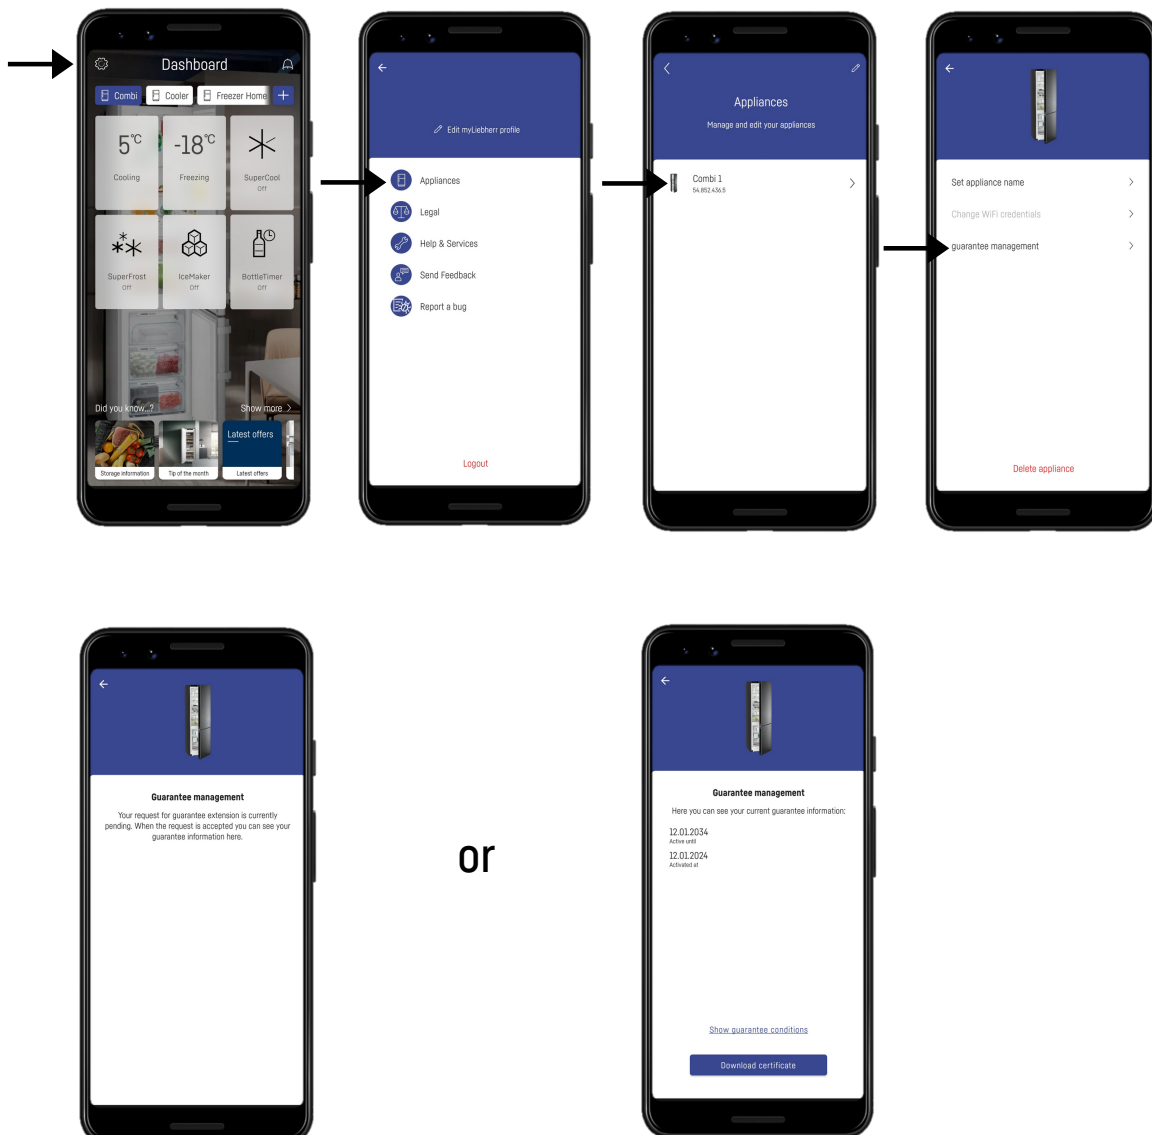 Dashboard
Combi
Cooler
Freezer Home
5°C
-18°C
Cooling
Freezing
SuperCool
Off
SuperFrost
Off
IceMaker
Off
BottleTimer
Off
Did you know...?
Show more
Latest offers
Storage information
Tip of the month
Latest offers
Edit myLiebherr profile
Appliances
Legal
Help & Services
Send Feedback
Report a bug
Logout
Appliances
Manage and edit your appliances
Combi 1
54.852.436.5
Set appliance name
Change WiFi credentials
guarantee management
Delete appliance
Guarantee management
Your request for guarantee extension is currently
pending. When the request is accepted you can see your
guarantee information here.
or
Guarantee management
Here you can see your current guarantee information:
12.01.2034
Active until
12.01.2024
Activated at
Show guarantee conditions
Download certificate